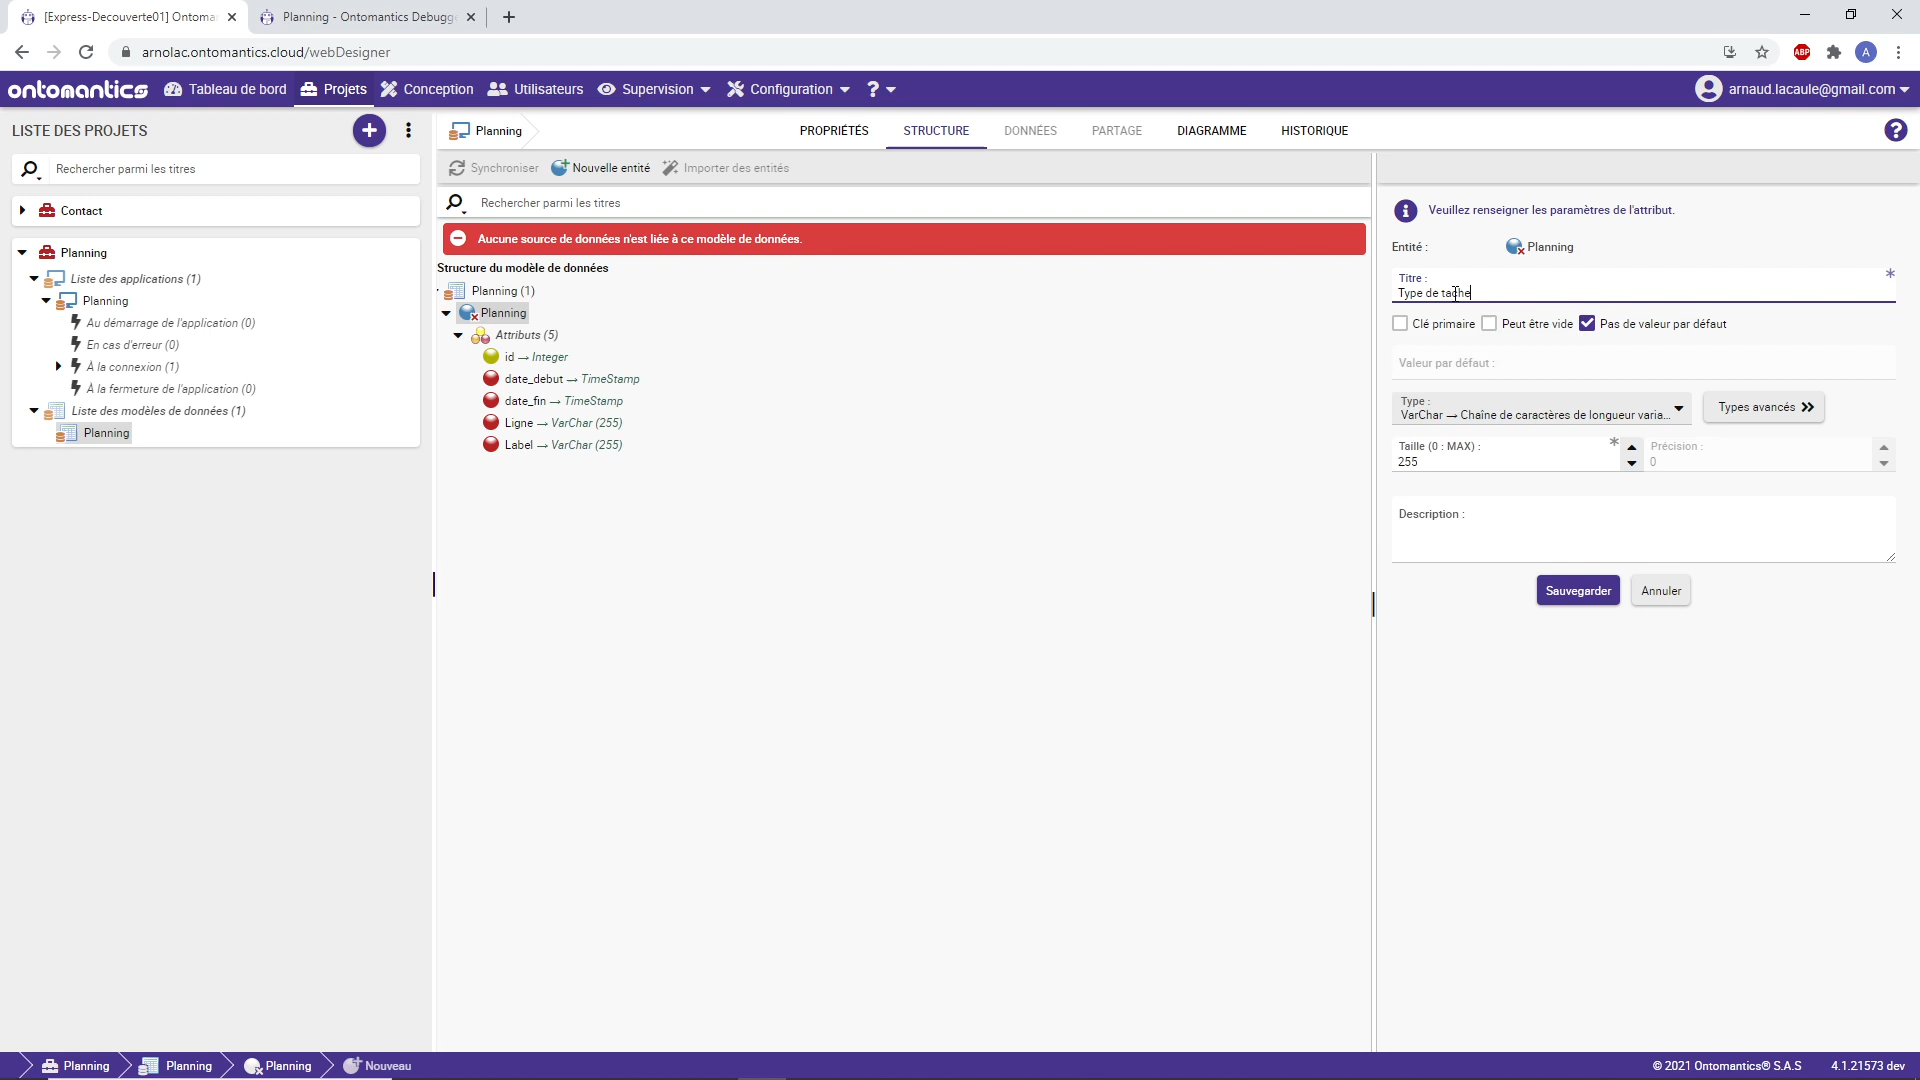 [Express-Decouverte01] Ontoma
Planning - Ontomantics Debugg
arnolac.ontomantics.cloud/webDesigner
ABP
A
ontomantics
Tableau de bord
Projets
Conception
Utilisateurs
Supervision
Configuration
?
arnaud.lacaule@gmail.com
LISTE DES PROJETS
Rechercher parmi les titres
Contact
Planning
Liste des applications (1)
Planning
Au démarrage de l'application (0)
En cas d'erreur (0)
À la connexion (1)
À la fermeture de l'application (0)
Liste des modèles de données (1)
Planning
Planning
PROPRIÉTÉS
STRUCTURE
DONNÉES
PARTAGE
DIAGRAMME
HISTORIQUE
?
Synchroniser
Nouvelle entité
Importer des entités
Rechercher parmi les titres
Aucune source de données n'est liée à ce modèle de données.
Structure du modèle de données
Planning (1)
Planning
Attributs (5)
id → Integer
date_debut → TimeStamp
date_fin → TimeStamp
Ligne → VarChar (255)
Label → VarChar (255)
Veuillez renseigner les paramètres de l'attribut.
Entité :
Planning
Titre :
*
Type de tache
Clé primaire
Peut être vide
Pas de valeur par défaut
Valeur par défaut :
Type :
VarChar → Chaîne de caractères de longueur varia...
Types avancés
Taille (0 : MAX) :
*
255
Précision :
0
Description :
Sauvegarder
Annuler
Planning
Planning
Planning
Nouveau
© 2021 Ontomantics® S.A.S
4.1.21573 dev